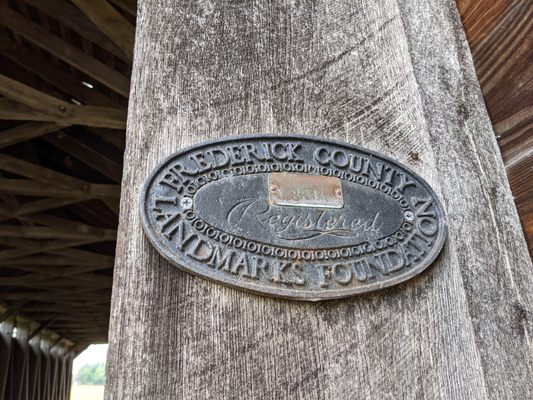 FREDERICK COUNTY
Registered
LANDMARKS FOUNDATION